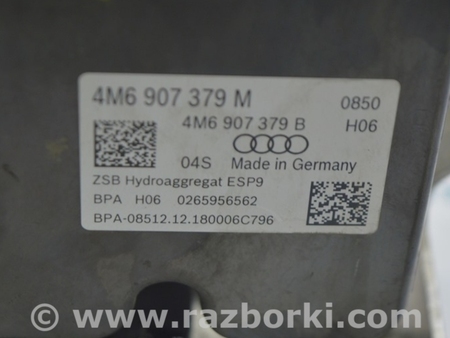 4M6 907 379 M 0850
4M6 907 379 B H06
04S Made in Germany
ZSB Hydroaggregat ESP9
BPA H06 0265956562
BPA-08512.12.180006C796
© www.razborki.com